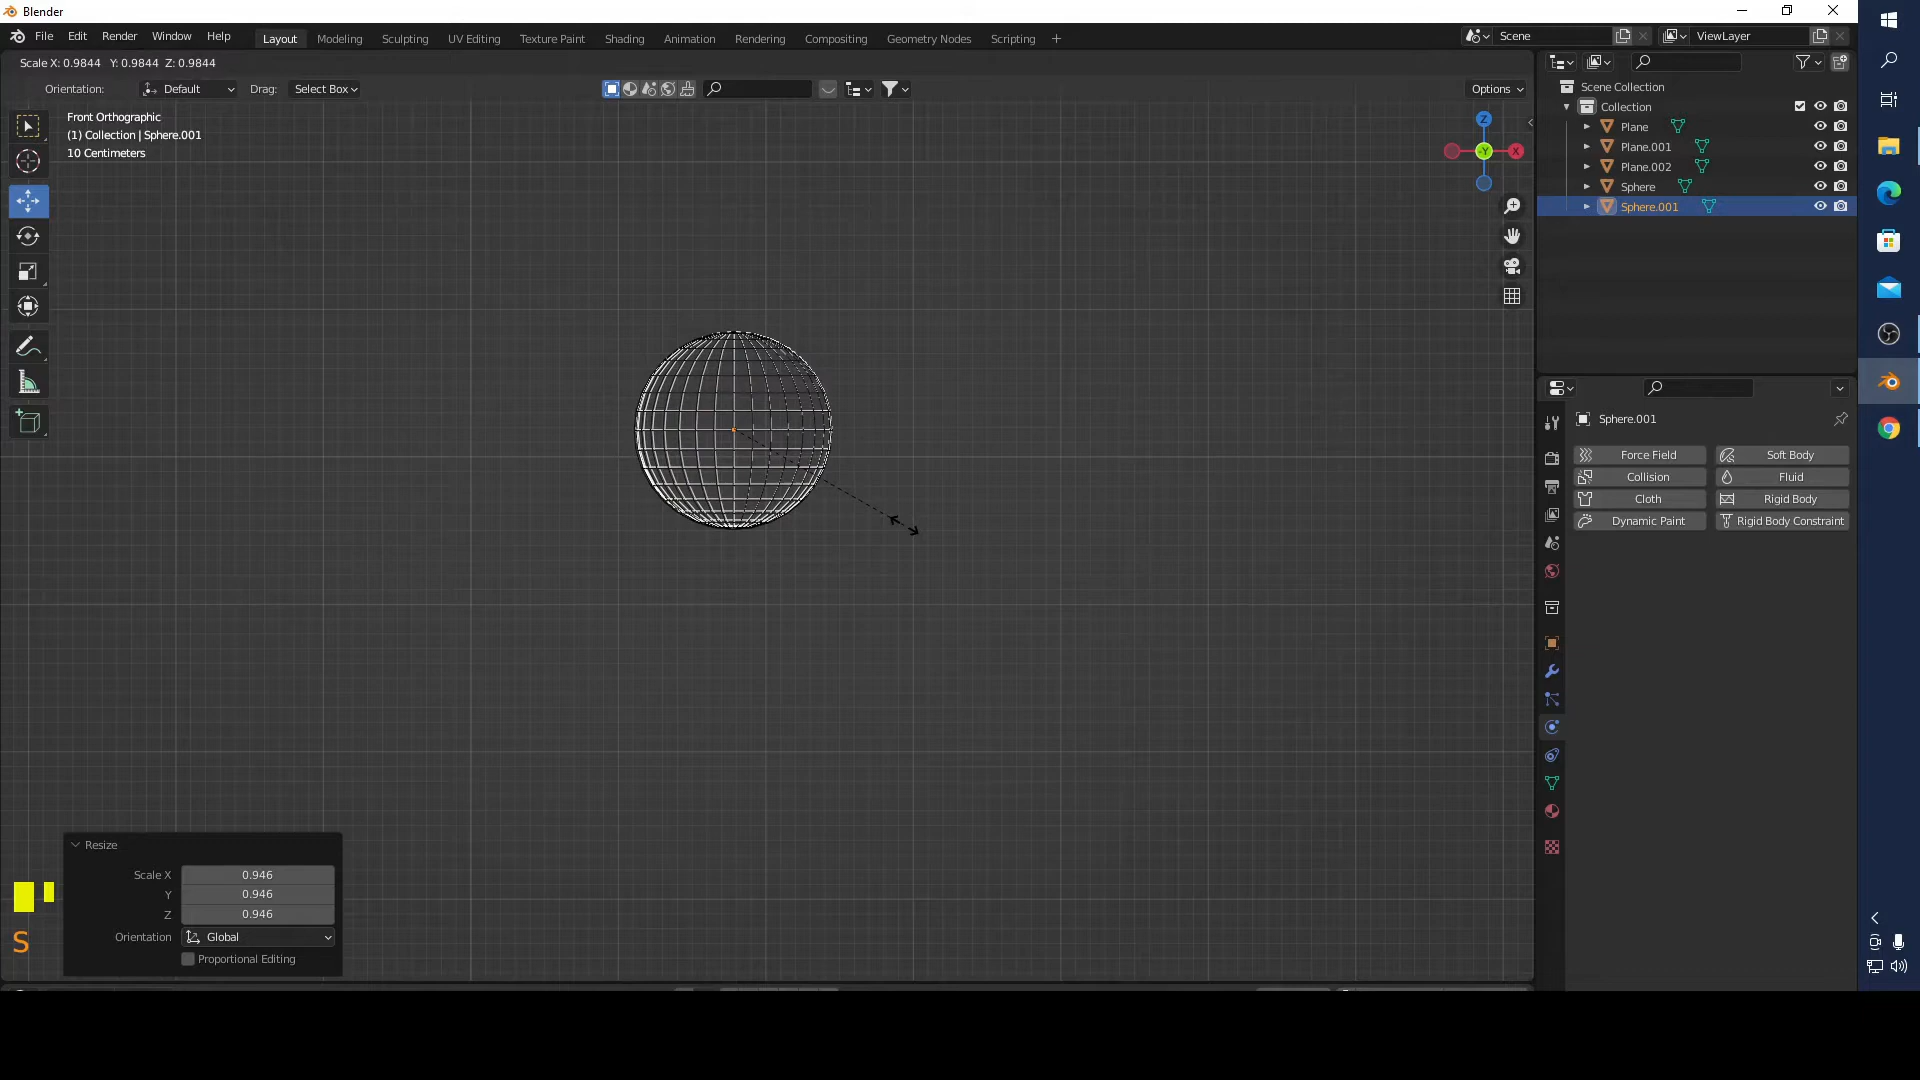 Blender
File Edit Render Window Help Layout Modeling Sculpting UV Editing Texture Paint Shading Animation Rendering Compositing Geometry Nodes Scripting + Scene ViewLayer
Scale X: 0.9844 Y: 0.9844 Z: 0.9844
Orientation: Default Drag: Select Box Options
Front Orthographic
(1) Collection | Sphere.001
10 Centimeters
Z
-Y
X
Scene Collection
Collection
Plane
Plane.001
Plane.002
Sphere
Sphere.001
Sphere.001
Force Field Soft Body
Collision Fluid
Cloth Rigid Body
Dynamic Paint Rigid Body Constraint
Resize
Scale X 0.946
Y 0.946
Z 0.946
Orientation Global
Proportional Editing
S